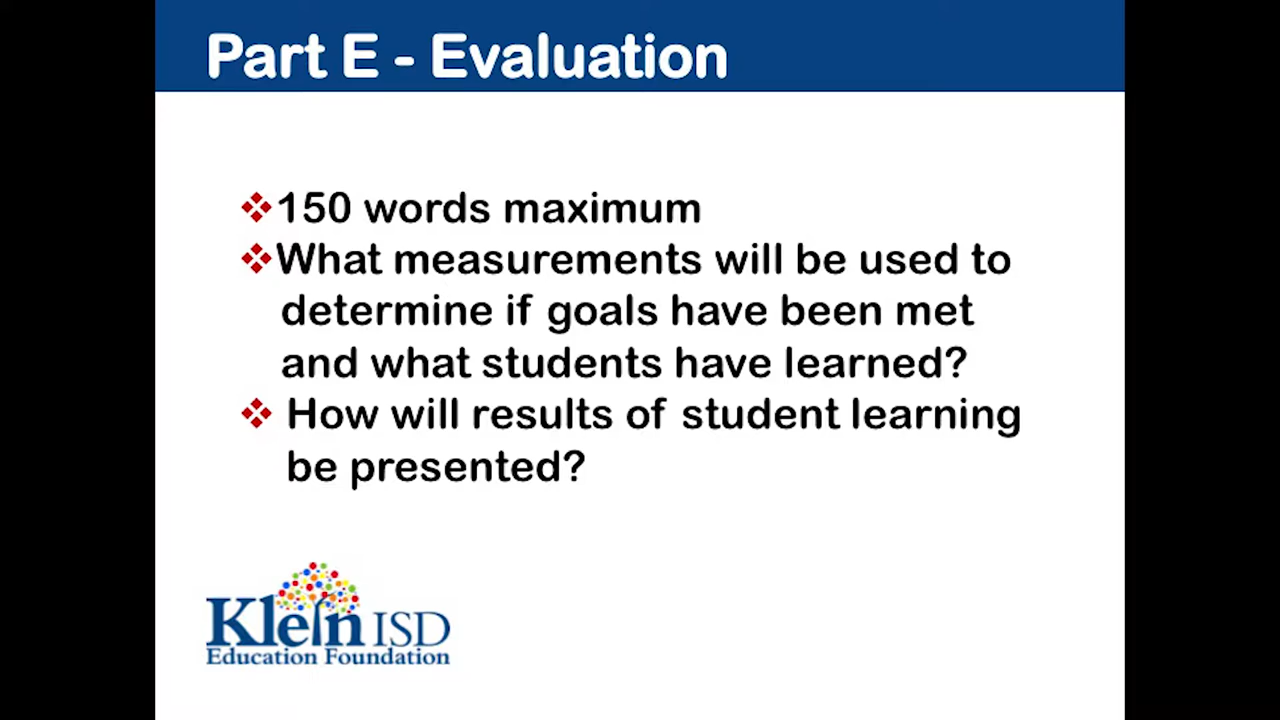 Part E - Evaluation
❖150 words maximum
❖What measurements will be used to
determine if goals have been met
and what students have learned?
❖ How will results of student learning
be presented?
Klein ISD
Education Foundation